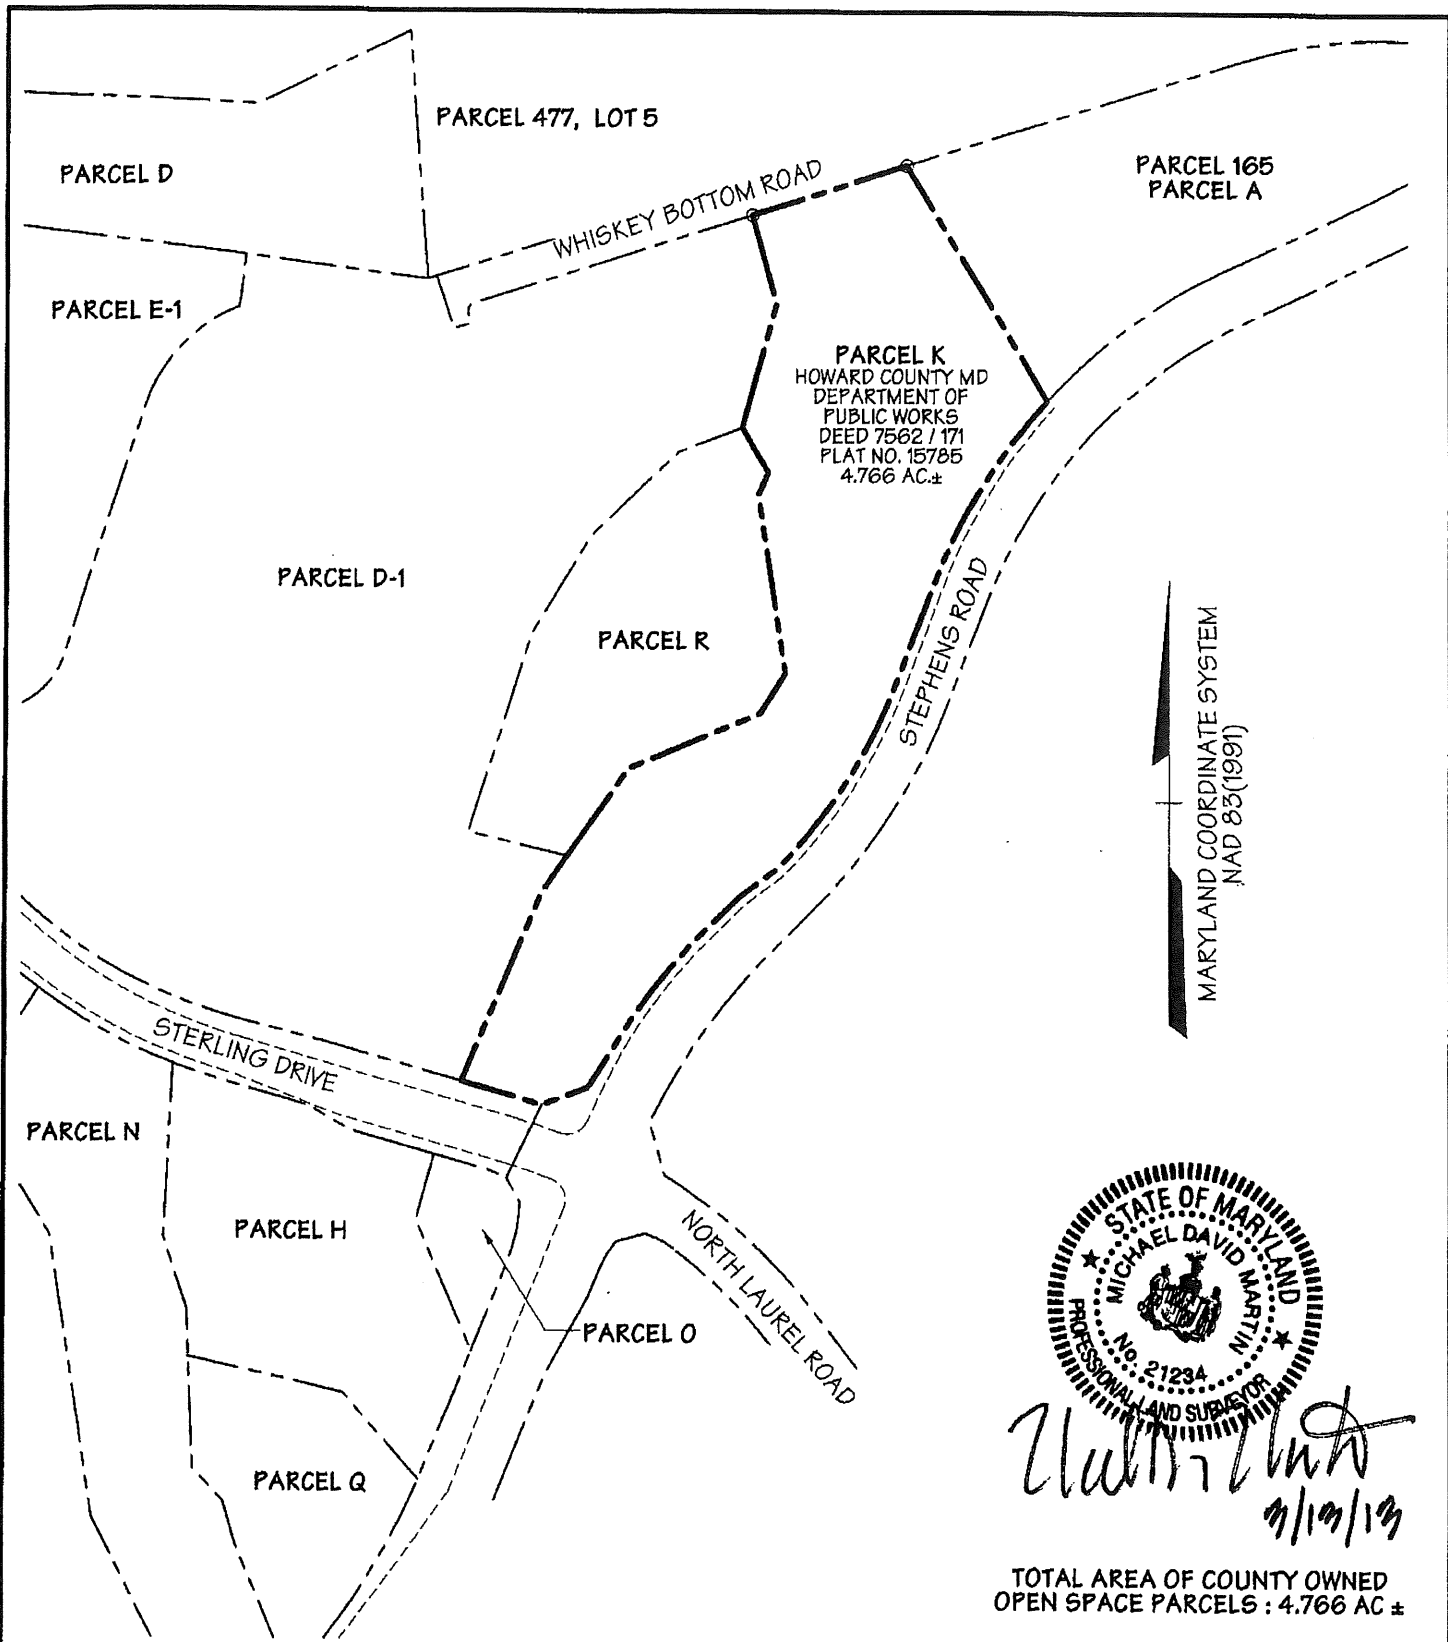 PARCEL 477, LOT 5
PARCEL D
WHISKEY BOTTOM ROAD
PARCEL 165
PARCEL A
PARCEL E-1
PARCEL K
HOWARD COUNTY MD
DEPARTMENT OF
PUBLIC WORKS
DEED 7562 / 171
PLAT NO. 15785
4.766 AC.±
PARCEL D-1
PARCEL R
STEPHENS ROAD
MARYLAND COORDINATE SYSTEM
NAD 83(1991)
STERLING DRIVE
PARCEL N
PARCEL H
NORTH LAUREL ROAD
PARCEL O
PARCEL Q
STATE OF MARYLAND
MICHAEL DAVID MARTIN
No. 21234
PROFESSIONAL LAND SURVEYOR
3/13/13
TOTAL AREA OF COUNTY OWNED
OPEN SPACE PARCELS : 4.766 AC ±